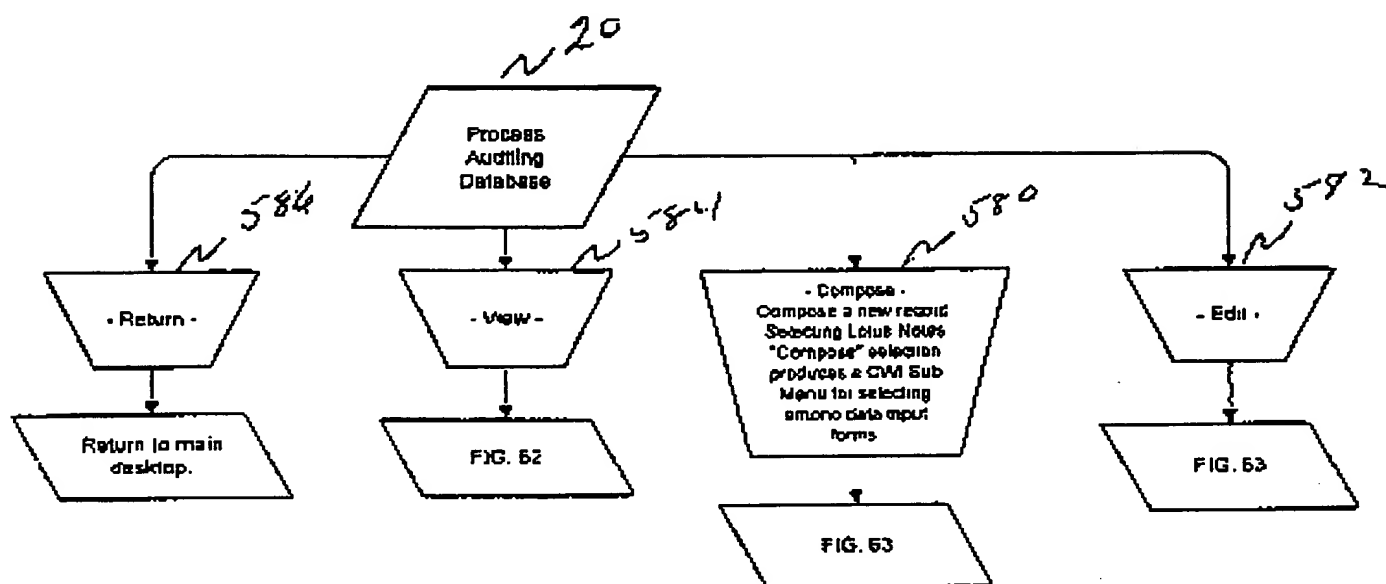 20
Process
Auditing
Database
586
584
580
582
- Return -
- View -
- Compose -
Compose a new record
Selecting Lotus Notes
"Compose" selection
produces a CWI Sub
Menu for selecting
among data input
forms
- Edit -
Return to main
desktop.
FIG. 62
FIG. 63
FIG. 63